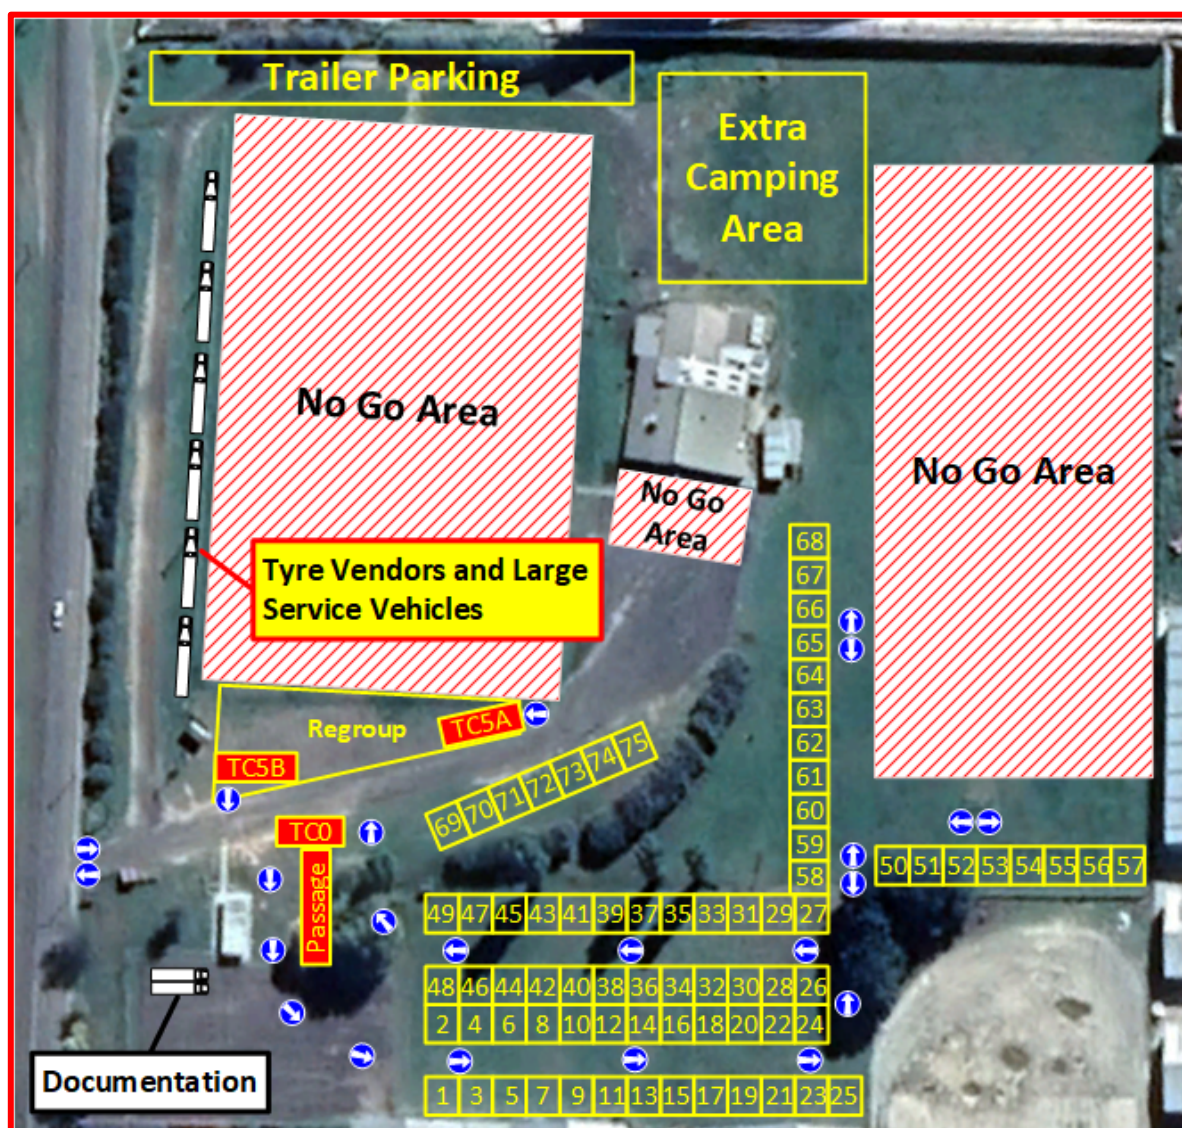 Trailer Parking
Extra
Camping
Area
No Go Area
No Go Area
No Go
Area
Tyre Vendors and Large
Service Vehicles
68
67
66
65
64
63
62
61
60
59
58
Regroup
TC5A
TC5B
TC0
Passage
69 70 71 72 73 74 75
50 51 52 53 54 55 56 57
49 47 45 43 41 39 37 35 33 31 29 27
48 46 44 42 40 38 36 34 32 30 28 26
2 4 6 8 10 12 14 16 18 20 22 24
Documentation
1 3 5 7 9 11 13 15 17 19 21 23 25